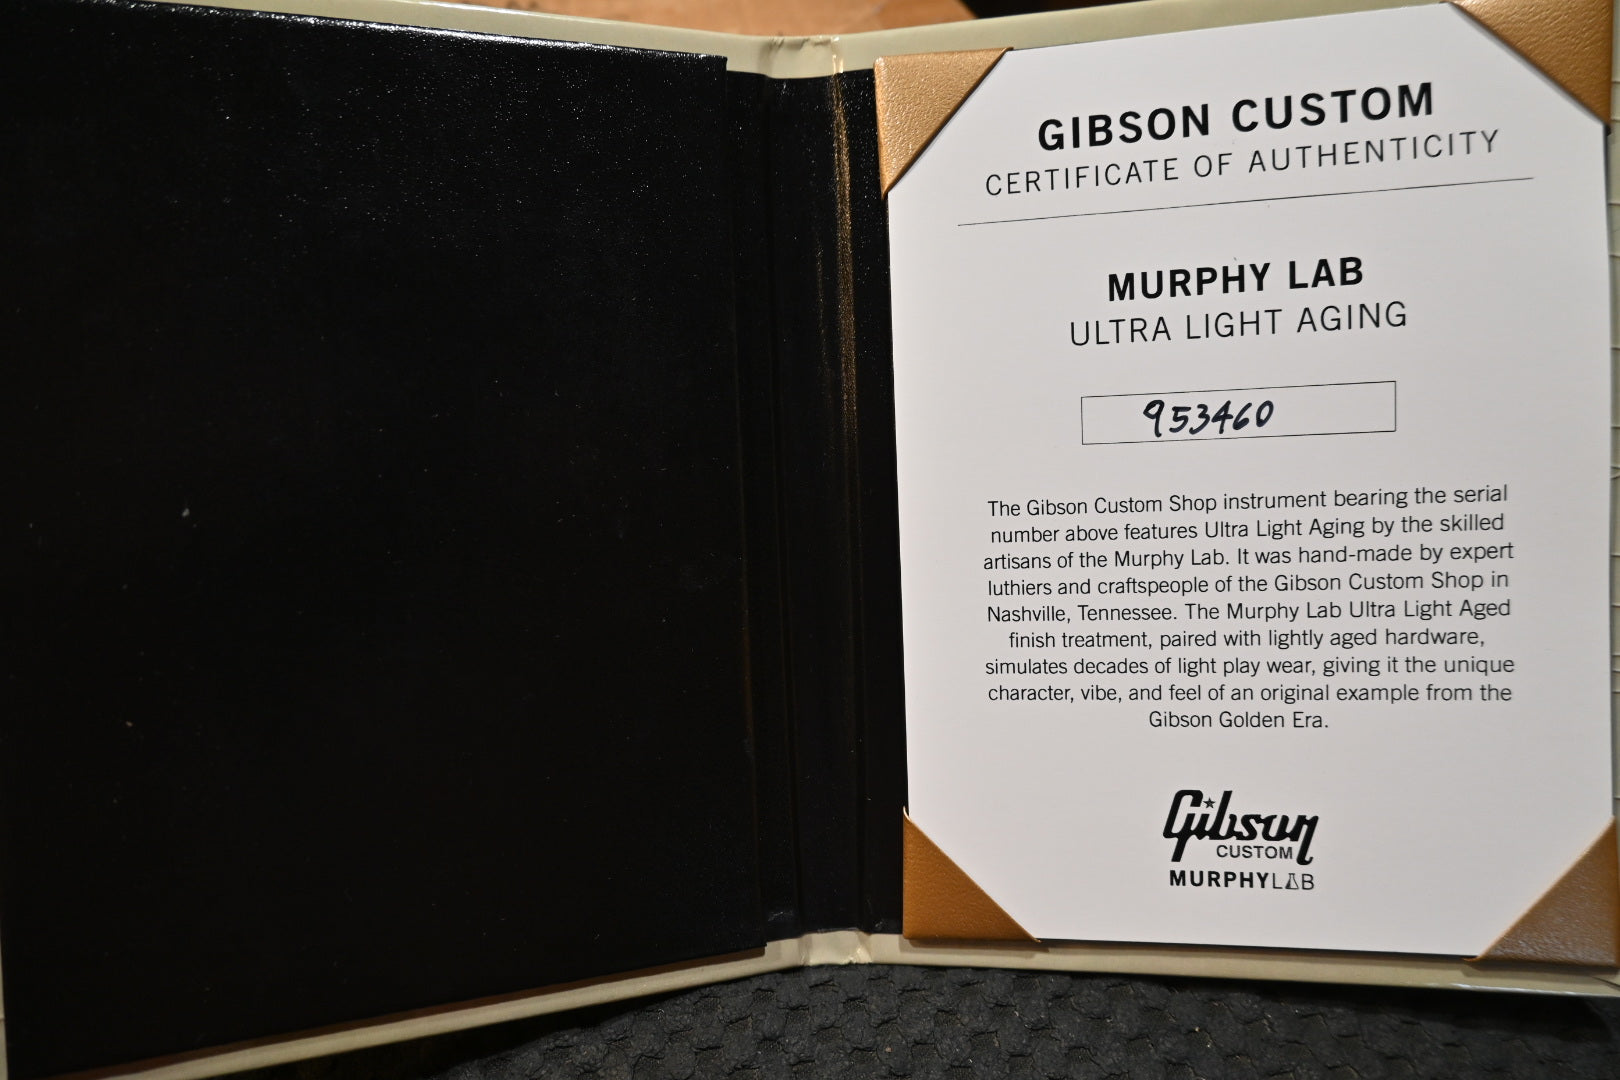 GIBSON CUSTOM
CERTIFICATE OF AUTHENTICITY
MURPHY LAB
ULTRA LIGHT AGING
953460
The Gibson Custom Shop instrument bearing the serial
number above features Ultra Light Aging by the skilled
artisans of the Murphy Lab. It was hand-made by expert
luthiers and craftspeople of the Gibson Custom Shop in
Nashville, Tennessee. The Murphy Lab Ultra Light Aged
finish treatment, paired with lightly aged hardware,
simulates decades of light play wear, giving it the unique
character, vibe, and feel of an original example from the
Gibson Golden Era.
Gibson
CUSTOM
MURPHYLAB